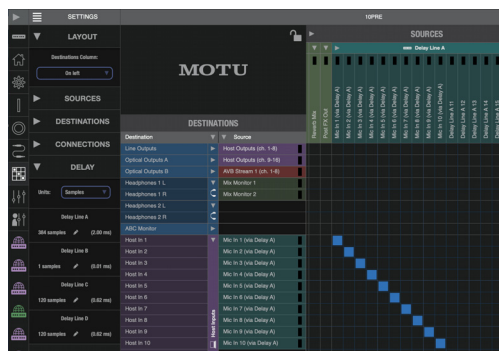 SETTINGS
10PRE
LAYOUT
Destinations Column:
On left
SOURCES
DESTINATIONS
CONNECTIONS
DELAY
Units:
Samples
Delay Line A
384 samples
(2.00 ms)
Delay Line B
1 samples
(0.01 ms)
Delay Line C
120 samples
(0.62 ms)
Delay Line D
120 samples
(0.62 ms)
MOTU
SOURCES
Delay Line A
Reverb Mix
Post FX Out
Mic In 1 (via Delay A)
Mic In 2 (via Delay A)
Mic In 3 (via Delay A)
Mic In 4 (via Delay A)
Mic In 5 (via Delay A)
Mic In 6 (via Delay A)
Mic In 7 (via Delay A)
Mic In 8 (via Delay A)
Mic In 9 (via Delay A)
Mic In 10 (via Delay A)
Delay Line A 11
Delay Line A 12
Delay Line A 13
Delay Line A 14
Delay Line A 15
DESTINATIONS
Destination Source
Line Outputs Host Outputs (ch. 1-8)
Optical Outputs A Host Outputs (ch. 9-16)
Optical Outputs B AVB Stream 1 (ch. 1-8)
Headphones 1 L Mix Monitor 1
Headphones 1 R Mix Monitor 2
Headphones 2 L
Headphones 2 R
ABC Monitor
Host In 1 Mic In 1 (via Delay A)
Host In 2 Mic In 2 (via Delay A)
Host In 3 Mic In 3 (via Delay A)
Host In 4 Mic In 4 (via Delay A)
Host In 5 Mic In 5 (via Delay A)
Host In 6 Mic In 6 (via Delay A)
Host In 7 Mic In 7 (via Delay A)
Host In 8 Mic In 8 (via Delay A)
Host In 9 Mic In 9 (via Delay A)
Host In 10 Mic In 10 (via Delay A)
Host Inputs